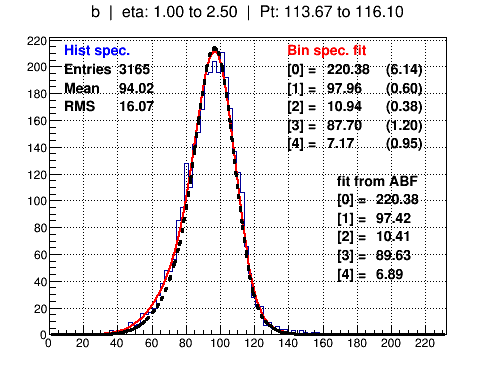 b | eta: 1.00 to 2.50 | Pt: 113.67 to 116.10
Hist spec.
Entries 3165
Mean 94.02
RMS 16.07
Bin spec. fit
[0] = 220.38 (6.14)
[1] = 97.96 (0.60)
[2] = 10.94 (0.38)
[3] = 87.70 (1.20)
[4] = 7.17 (0.95)
fit from ABF
[0] = 220.38
[1] = 97.42
[2] = 10.41
[3] = 89.63
[4] = 6.89
220
200
180
160
140
120
100
80
60
40
20
0
0 20 40 60 80 100 120 140 160 180 200 220